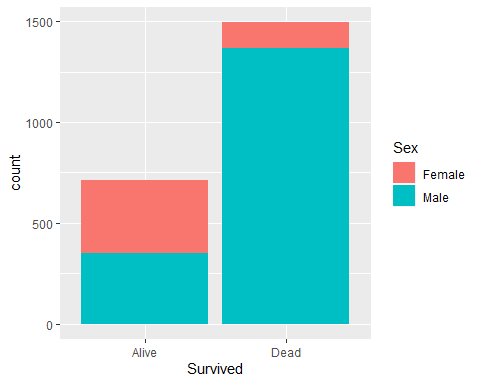 1500
1000
500
0
count
Alive
Dead
Survived
Sex
Female
Male